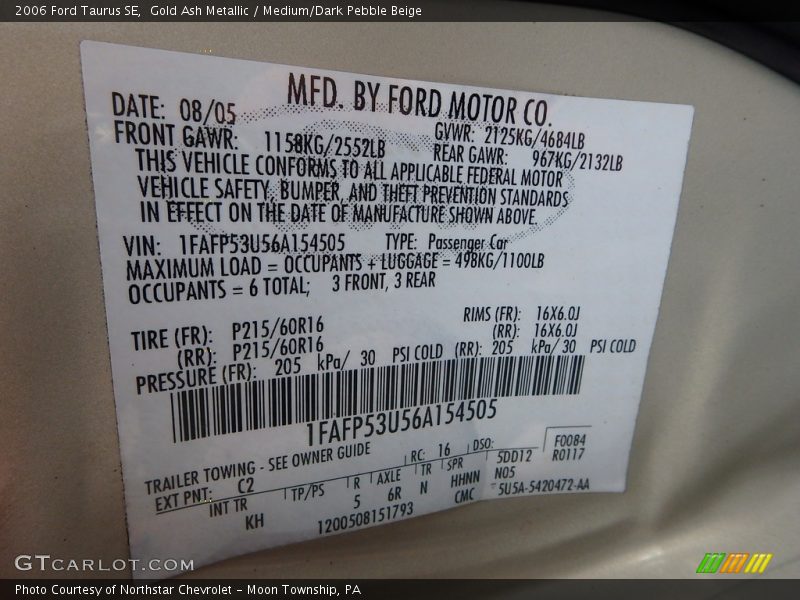 2006 Ford Taurus SE,  Gold Ash Metallic / Medium/Dark Pebble Beige
MFD. BY FORD MOTOR CO.
DATE: 08/05 GVWR: 2125KG/4684LB
FRONT GAWR: 1158KG/2552LB REAR GAWR: 967KG/2132LB
THIS VEHICLE CONFORMS TO ALL APPLICABLE FEDERAL MOTOR
VEHICLE SAFETY, BUMPER, AND THEFT PREVENTION STANDARDS
IN EFFECT ON THE DATE OF MANUFACTURE SHOWN ABOVE.
VIN: 1FAFP53U56A154505 TYPE: Passenger Car
MAXIMUM LOAD = OCCUPANTS + LUGGAGE = 498KG/1100LB
OCCUPANTS = 6 TOTAL; 3 FRONT, 3 REAR
TIRE (FR): P215/60R16 RIMS (FR): 16X6.0J
(RR): P215/60R16 (RR): 16X6.0J
PRESSURE (FR): 205 kPa/ 30 PSI COLD (RR): 205 kPa/ 30 PSI COLD
1FAFP53U56A154505
TRAILER TOWING - SEE OWNER GUIDE RC: 16 DSO: F0084
EXT PNT: C2 TP/PS R AXLE TR SPR 5DD12 R0117
INT TR 5 6R N HHNN N05
KH 1200508151793 CMC 5U5A-5420472-AA
GTCARLOT.COM
Photo Courtesy of Northstar Chevrolet - Moon Township, PA